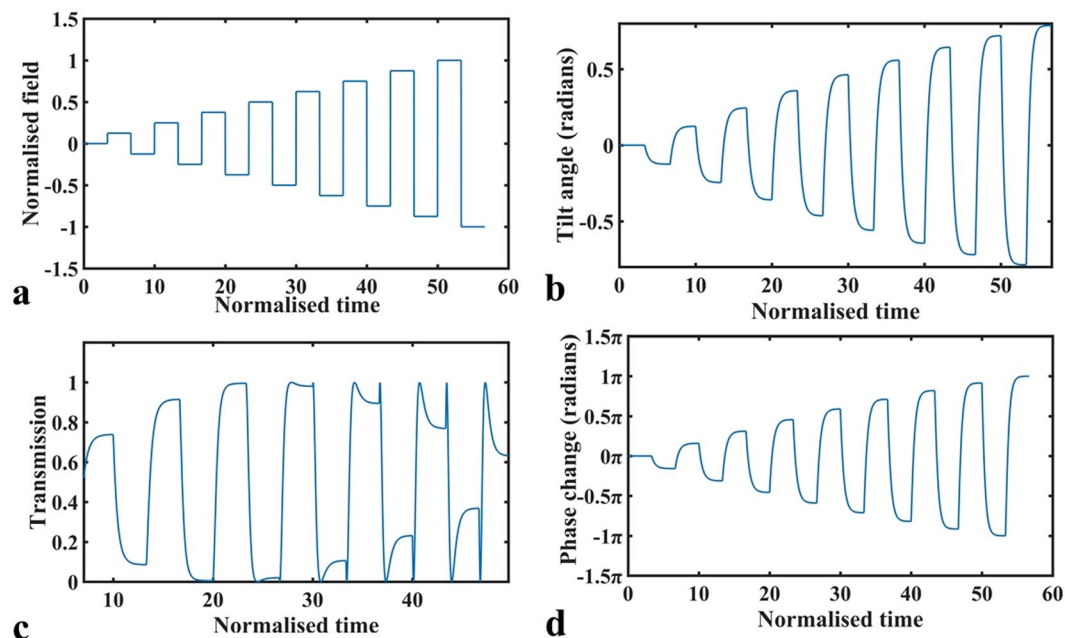 1.5
1
0.5
0
-0.5
-1
-1.5
Normalised field
0 10 20 30 40 50 60
Normalised time
a
0.5
0
-0.5
Tilt angle (radians)
0 10 20 30 40 50
Normalised time
b
1
0.8
0.6
0.4
0.2
0
Transmission
10 20 30 40
Normalised time
c
1.5π
1π
0.5π
0π
-0.5π
-1π
-1.5π
Phase change (radians)
0 10 20 30 40 50 60
Normalised time
d